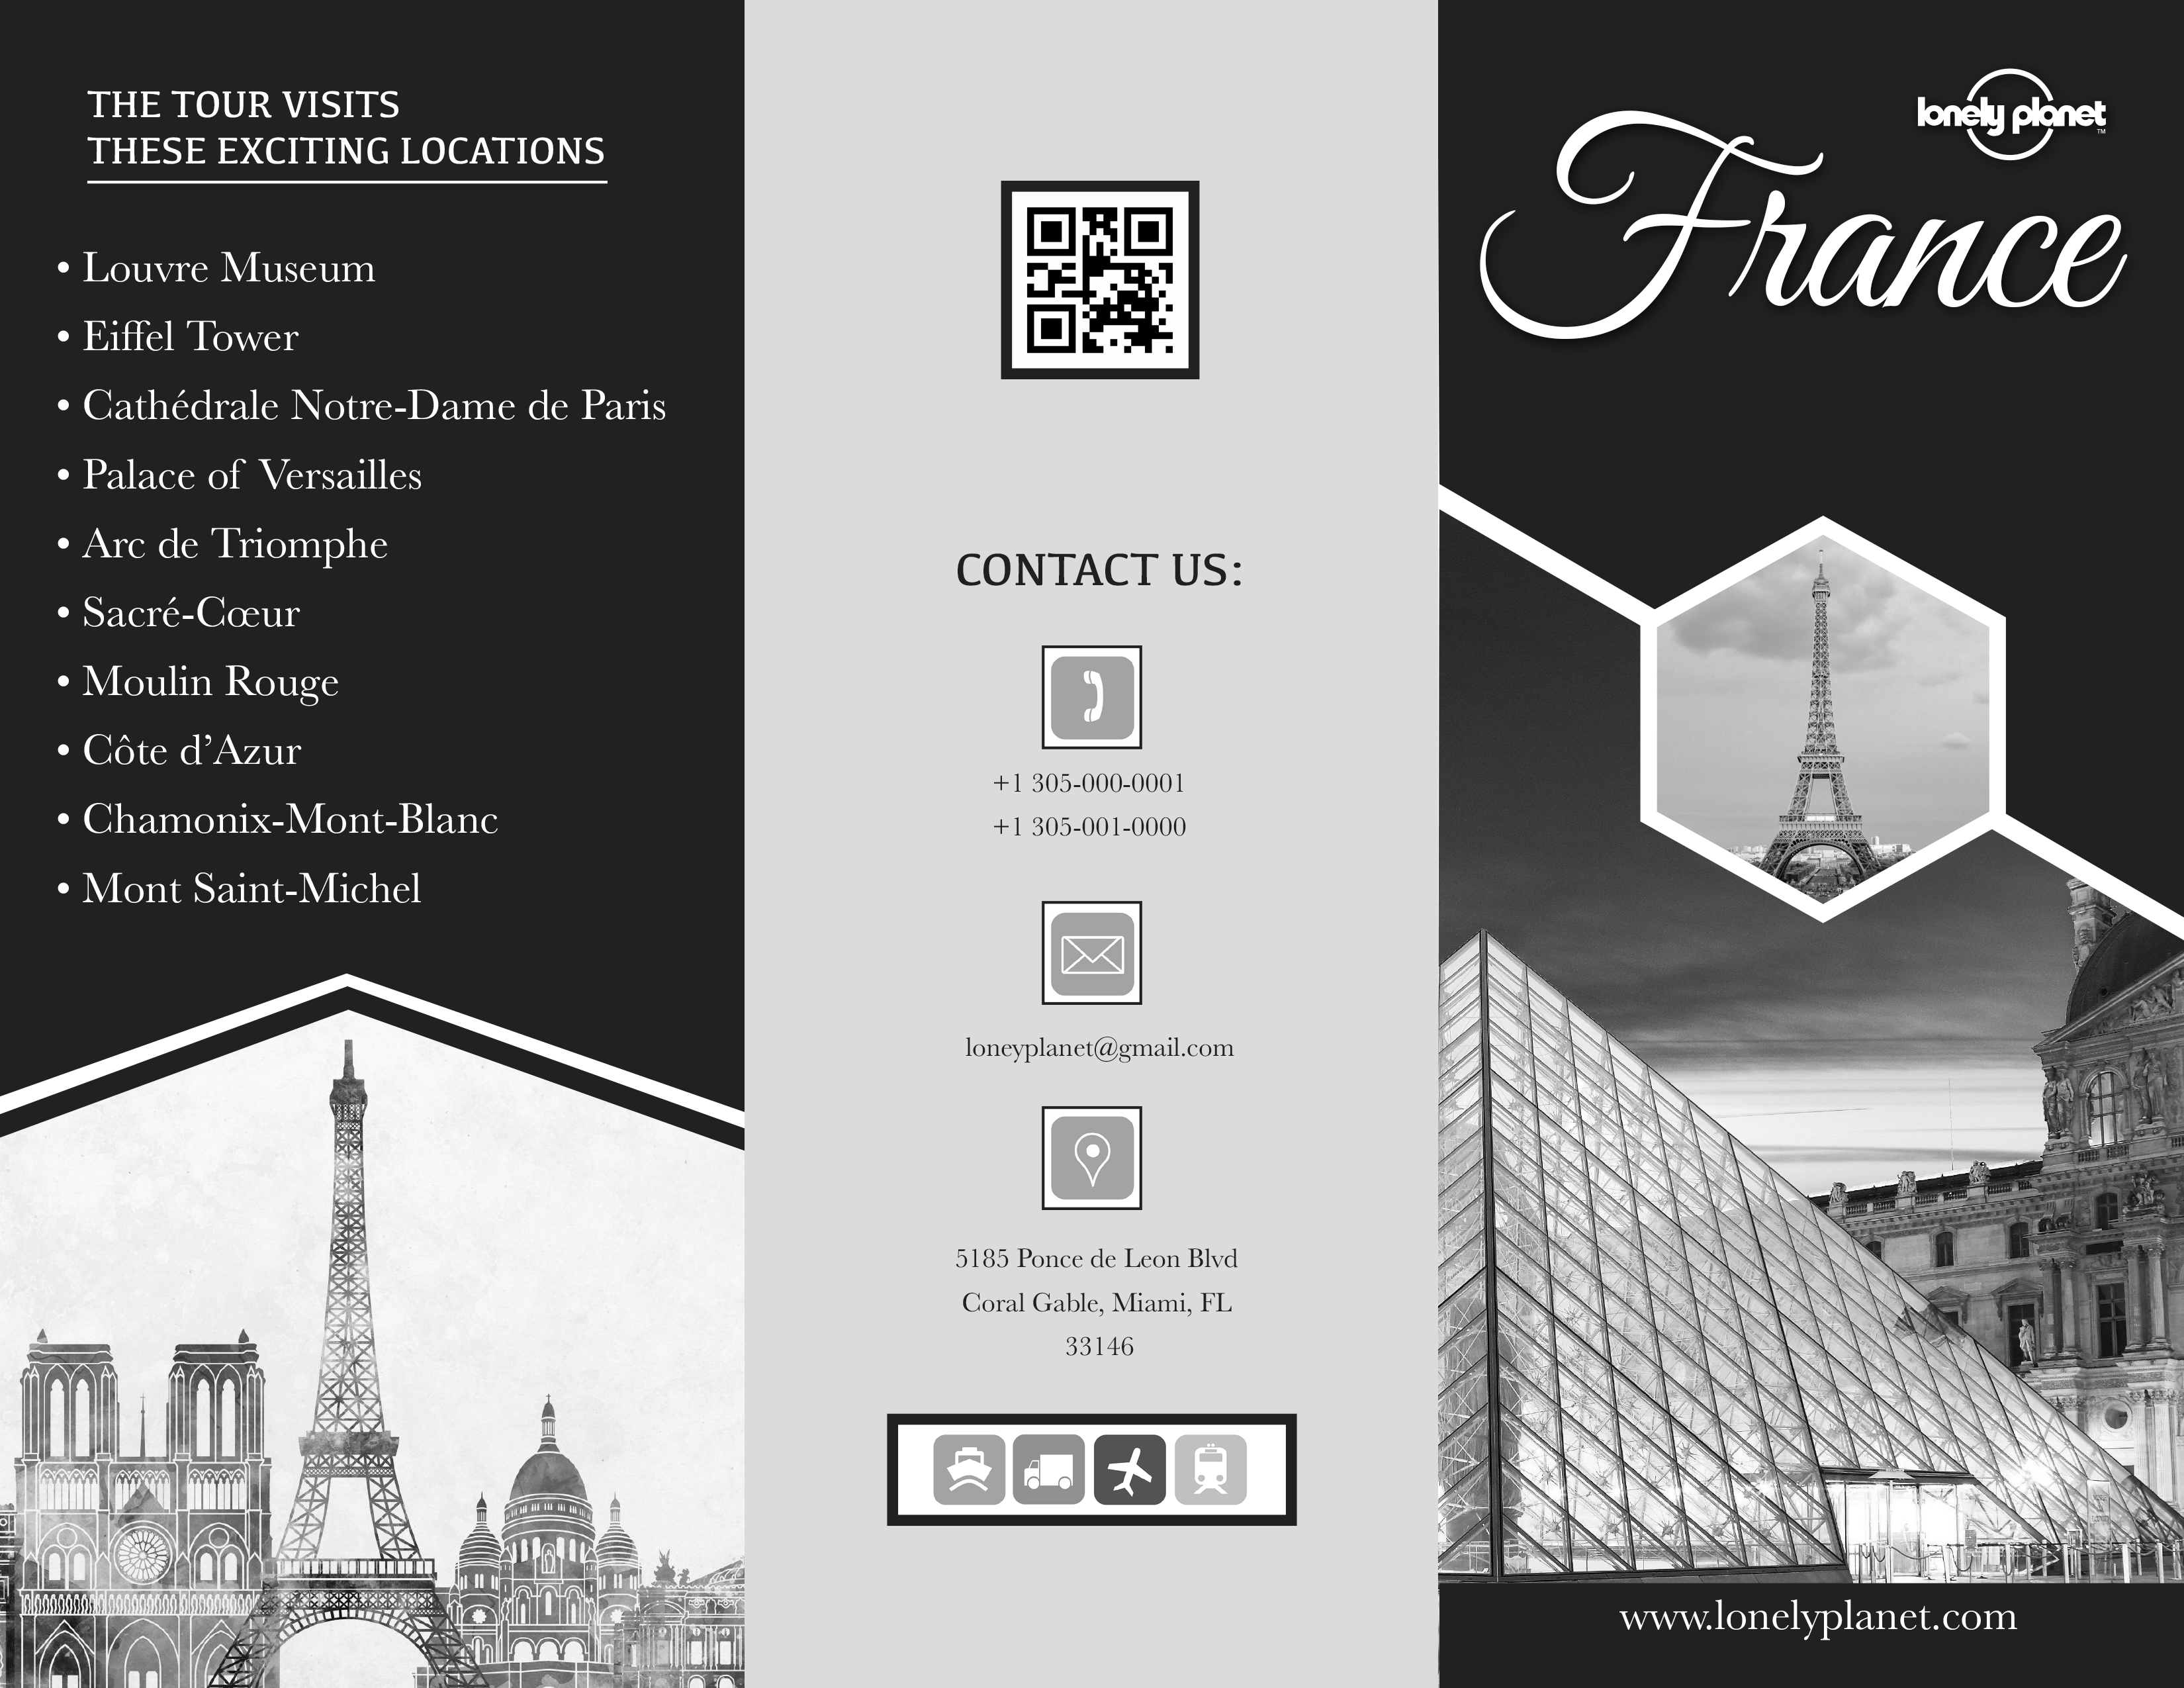 THE TOUR VISITS
THESE EXCITING LOCATIONS
• Louvre Museum
• Eiffel Tower
• Cathédrale Notre-Dame de Paris
• Palace of Versailles
• Arc de Triomphe
• Sacré-Cœur
• Moulin Rouge
• Côte d’Azur
• Chamonix-Mont-Blanc
• Mont Saint-Michel
CONTACT US:
+1 305-000-0001
+1 305-001-0000
loneyplanet@gmail.com
5185 Ponce de Leon Blvd
Coral Gable, Miami, FL
33146
lonely planet™
France
www.lonelyplanet.com